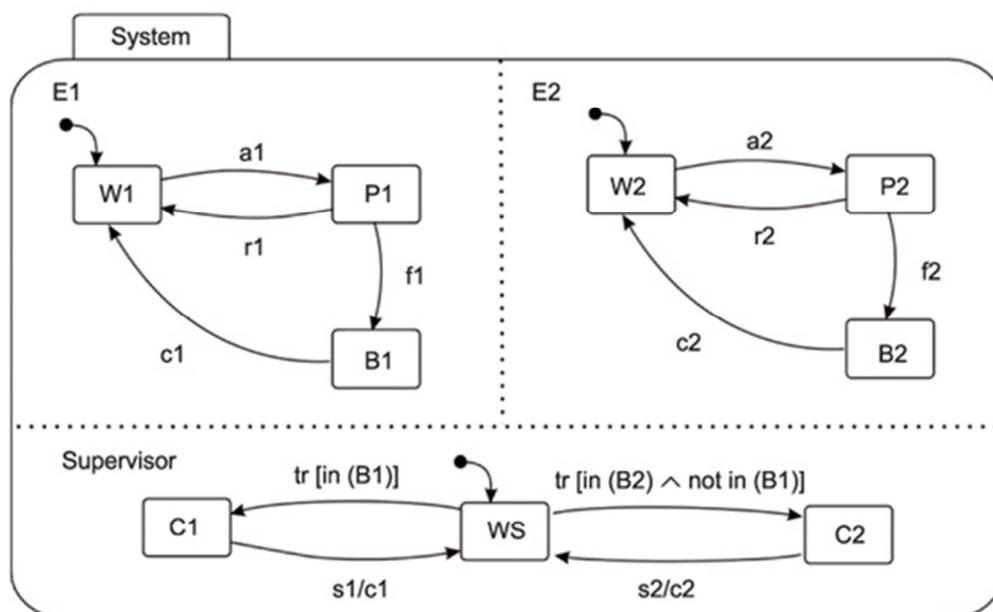 System
E1
E2
a1
a2
W1
P1
W2
P2
r1
r2
f1
f2
c1
c2
B1
B2
Supervisor
tr [in (B1)]
tr [in (B2) ∧ not in (B1)]
C1
WS
C2
s1/c1
s2/c2